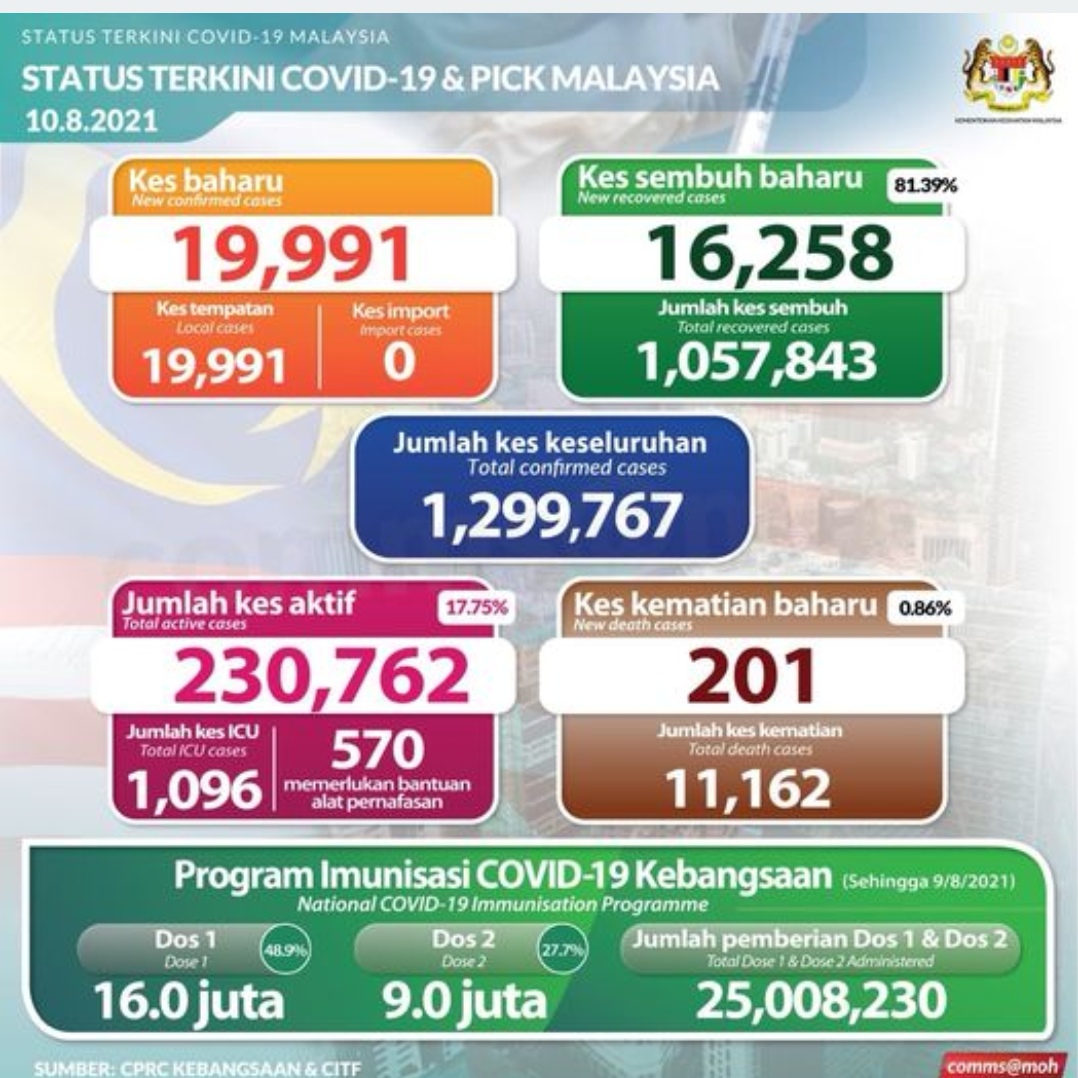 STATUS TERKINI COVID-19 MALAYSIA
STATUS TERKINI COVID-19 & PICK MALAYSIA
10.8.2021
KEMENTERIAN KESIHATAN MALAYSIA
Kes baharu
New confirmed cases
19,991
Kes tempatan
Local cases
19,991
Kes import
Import cases
0
Kes sembuh baharu
81.39%
New recovered cases
16,258
Jumlah kes sembuh
Total recovered cases
1,057,843
Jumlah kes keseluruhan
Total confirmed cases
1,299,767
Jumlah kes aktif
17.75%
Total active cases
230,762
Jumlah kes ICU
Total ICU cases
1,096
570
memerlukan bantuan
alat pernafasan
Kes kematian baharu
0.86%
New death cases
201
Jumlah kes kematian
Total death cases
11,162
Program Imunisasi COVID-19 Kebangsaan (Sehingga 9/8/2021)
National COVID-19 Immunisation Programme
Dos 1
Dose 1
48.9%
16.0 juta
Dos 2
Dose 2
27.7%
9.0 juta
Jumlah pemberian Dos 1 & Dos 2
Total Dose 1 & Dose 2 Administered
25,008,230
SUMBER: CPRC KEBANGSAAN & CITF
comms@moh